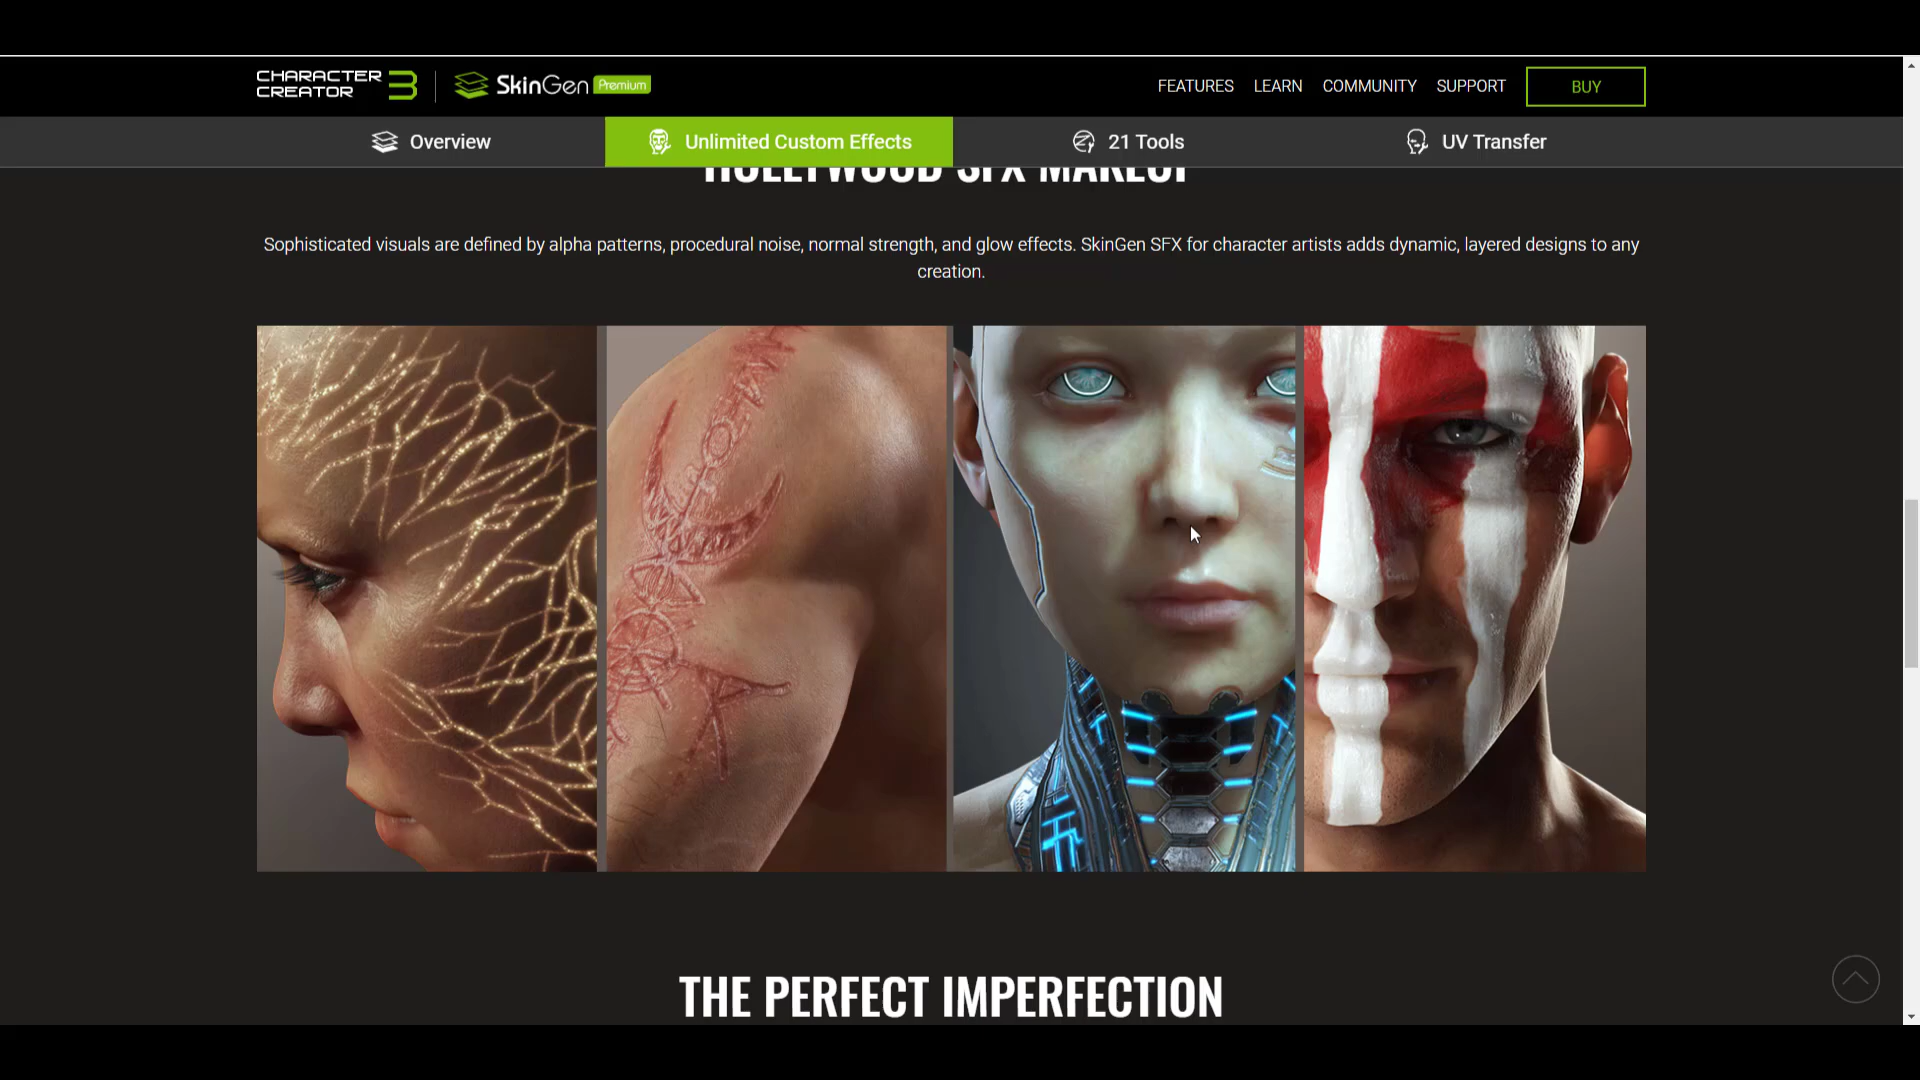 CHARACTER CREATOR 3
SkinGen Premium
FEATURES LEARN COMMUNITY SUPPORT BUY
Overview Unlimited Custom Effects 21 Tools UV Transfer
HOLLYWOOD SFX MAKEUP
Sophisticated visuals are defined by alpha patterns, procedural noise, normal strength, and glow effects. SkinGen SFX for character artists adds dynamic, layered designs to any
creation.
THE PERFECT IMPERFECTION